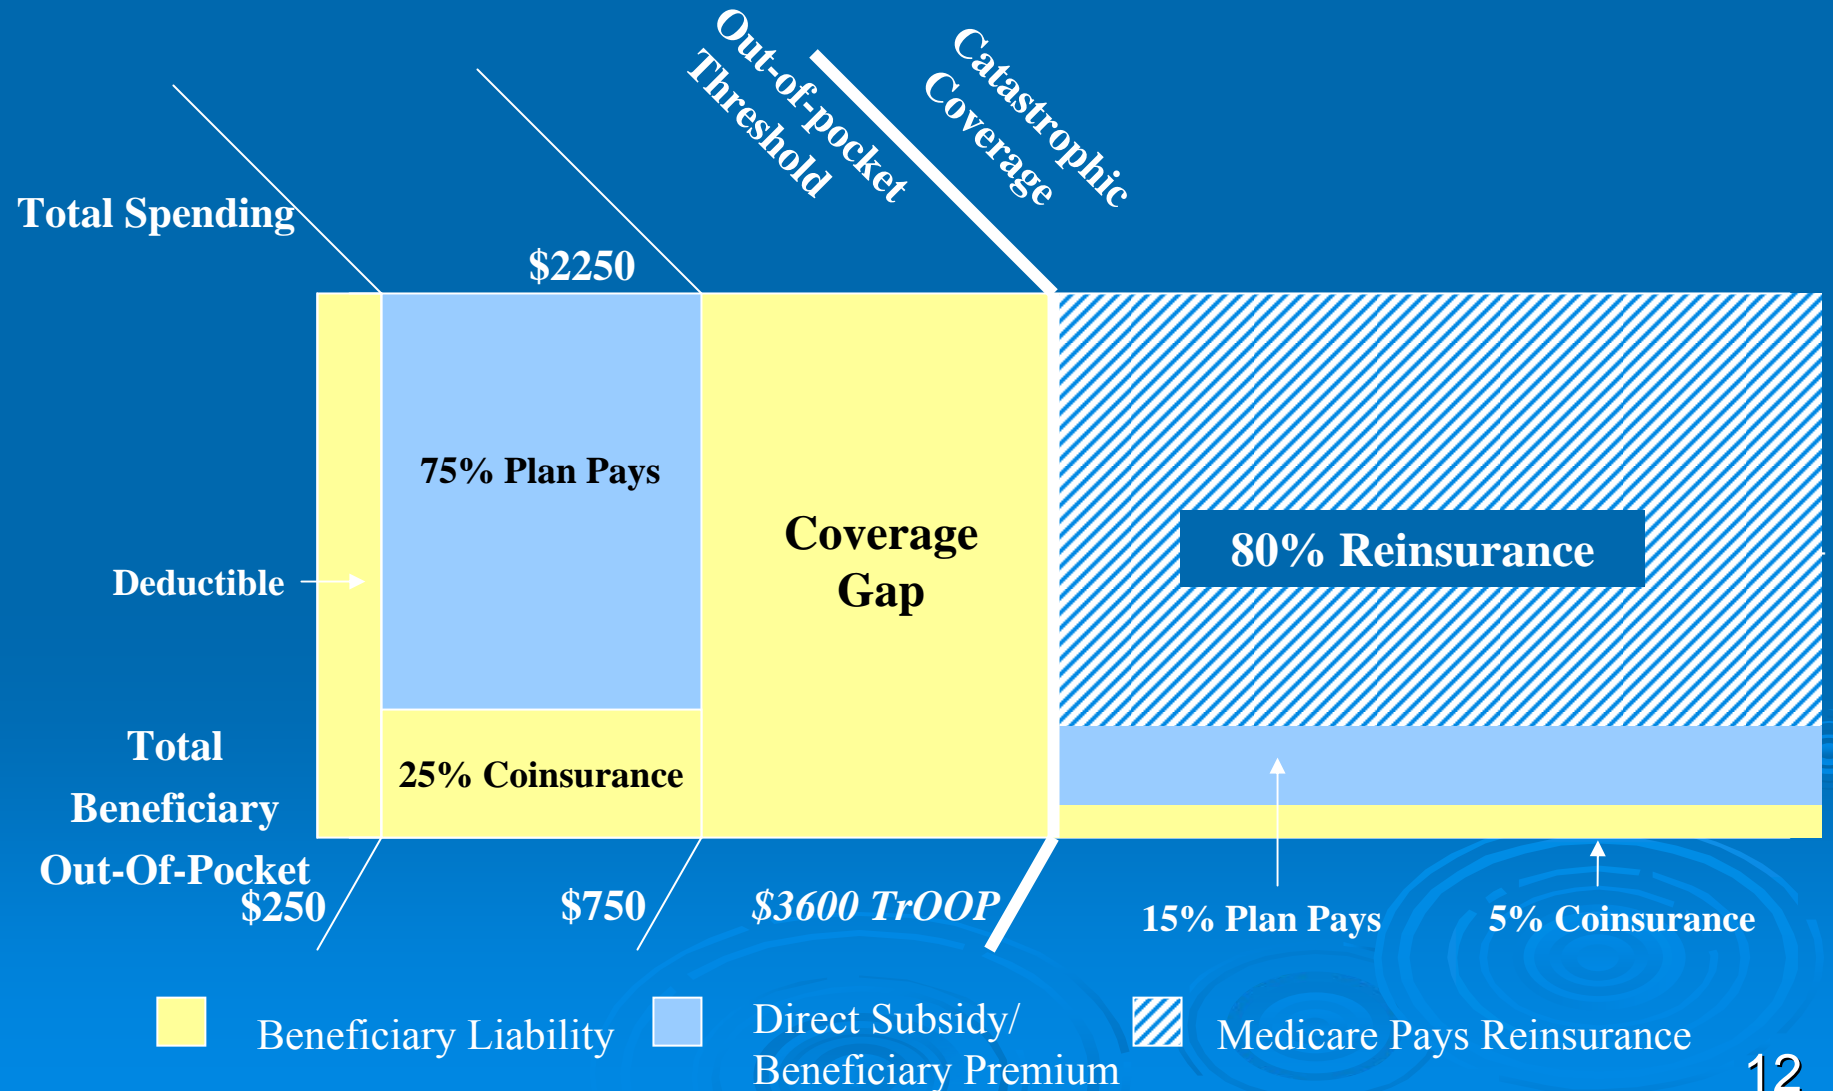 Out-of-pocket
Threshold
Catastrophic
Coverage
Total Spending
$2250
75% Plan Pays
Coverage
Gap
80% Reinsurance
Deductible
Total
Beneficiary
Out-Of-Pocket
25% Coinsurance
$250
$750
$3600 TrOOP
15% Plan Pays
5% Coinsurance
Beneficiary Liability
Direct Subsidy/
Beneficiary Premium
Medicare Pays Reinsurance
12